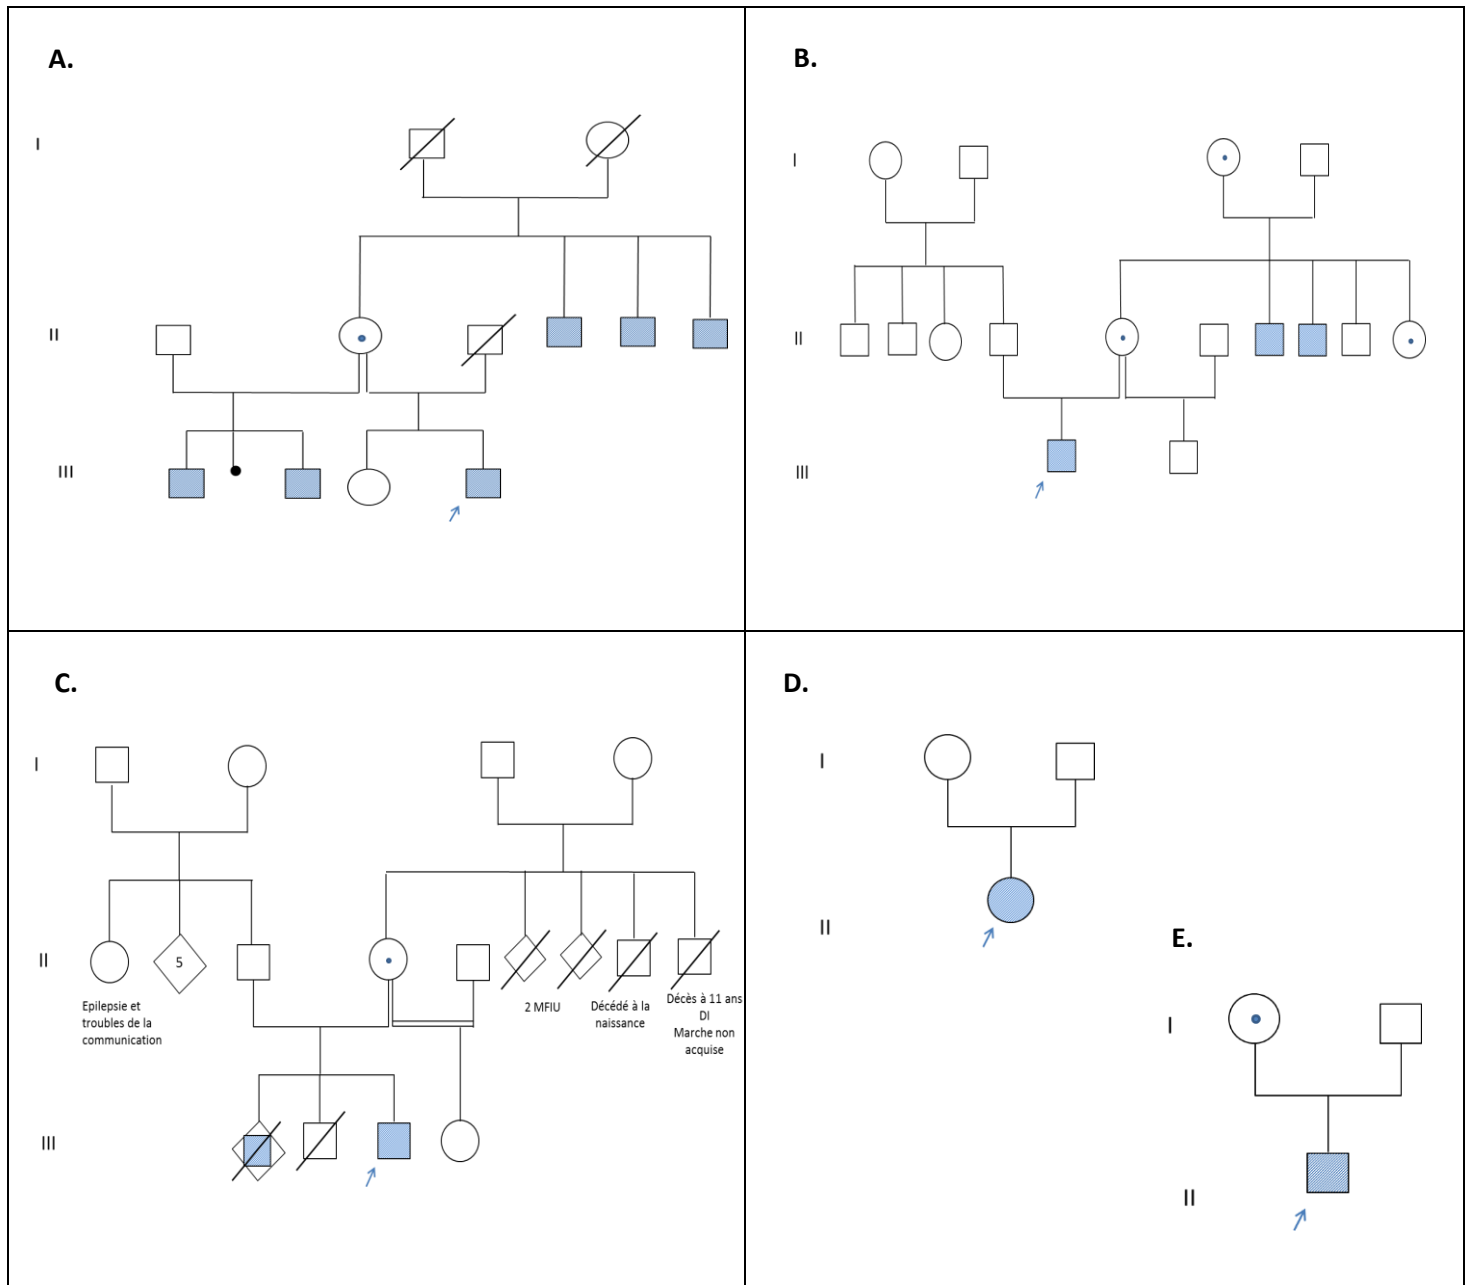 A.
I
II
III
B.
I
II
III
C.
I
II
5
Epilepsie et
troubles de la
communication
2 MFIU
Décédé à la
naissance
Décès à 11 ans
DI
Marche non
acquise
III
D.
I
II
E.
I
II